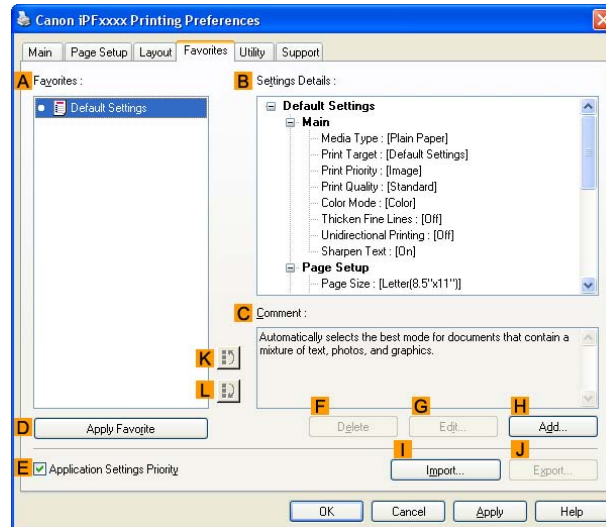 Canon iPFxxxx Printing Preferences
Main Page Setup Layout Favorites Utility Support
A Favorites :
Default Settings
B Settings Details :
Default Settings
Main
Media Type : [Plain Paper]
Print Target : [Default Settings]
Print Priority : [Image]
Print Quality : [Standard]
Color Mode : [Color]
Thicken Fine Lines : [Off]
Unidirectional Printing : [Off]
Sharpen Text : [On]
Page Setup
Page Size : [Letter(8.5"x11")]
C Comment :
Automatically selects the best mode for documents that contain a
mixture of text, photos, and graphics.
K
L
D Apply Favorite
F Delete
G Edit...
H Add...
E Application Settings Priority
I Import...
J Export...
OK Cancel Apply Help